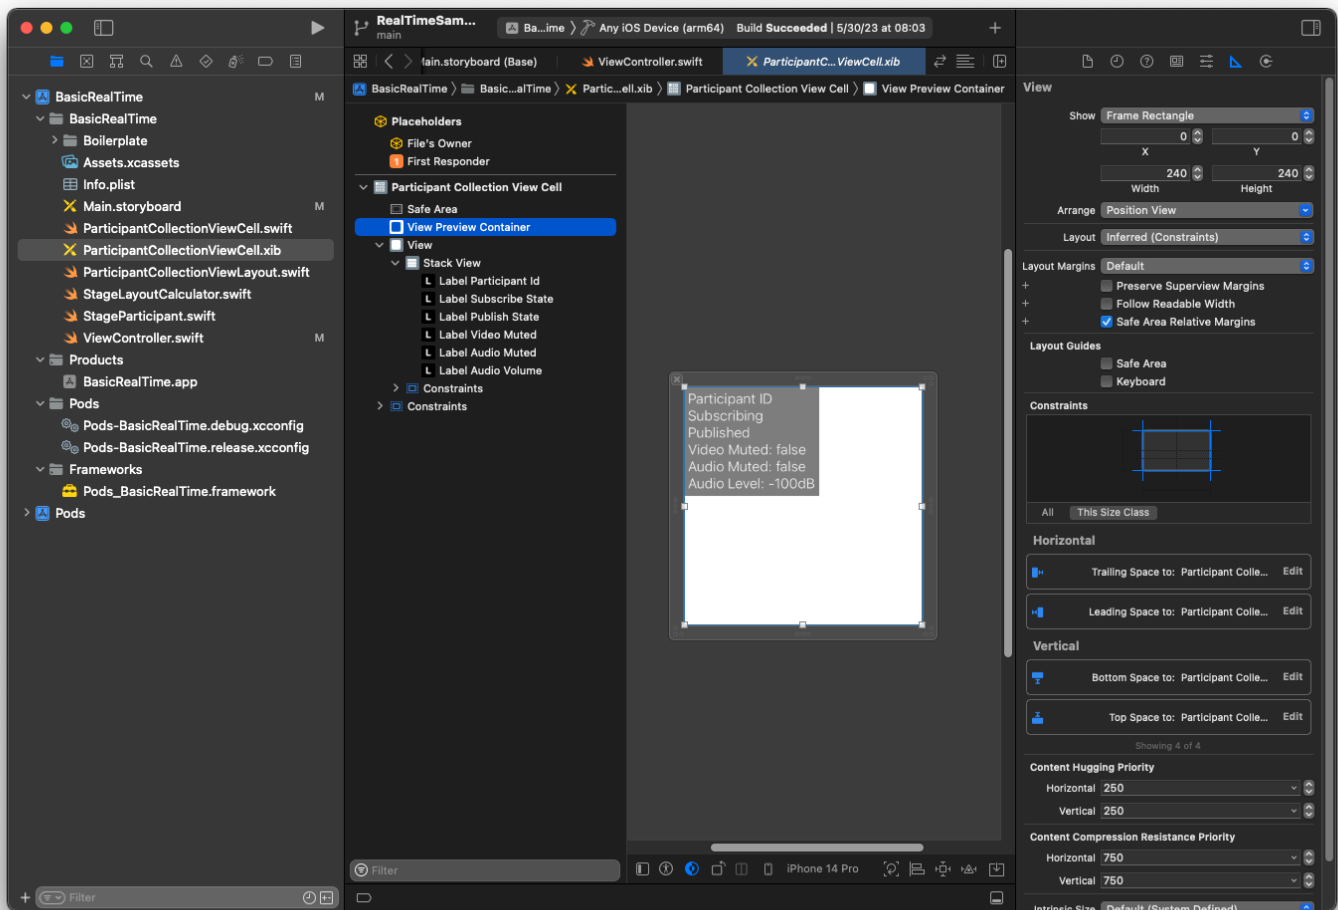 RealTimeSam...
main
Ba...ime
Any iOS Device (arm64)
Build Succeeded | 5/30/23 at 08:03
Main.storyboard (Base)
ViewController.swift
ParticipantC...ViewCell.xib
BasicRealTime
Basic...alTime
Partic...ell.xib
Participant Collection View Cell
View Preview Container
BasicRealTime
M
BasicRealTime
Boilerplate
Assets.xcassets
Info.plist
Main.storyboard
M
ParticipantCollectionViewCell.swift
ParticipantCollectionViewCell.xib
ParticipantCollectionViewLayout.swift
StageLayoutCalculator.swift
StageParticipant.swift
ViewController.swift
M
Products
BasicRealTime.app
Pods
Pods-BasicRealTime.debug.xcconfig
Pods-BasicRealTime.release.xcconfig
Frameworks
Pods_BasicRealTime.framework
Pods
Filter
Placeholders
File's Owner
1 First Responder
Participant Collection View Cell
Safe Area
View Preview Container
View
Stack View
L Label Participant Id
L Label Subscribe State
L Label Publish State
L Label Video Muted
L Label Audio Muted
L Label Audio Volume
Constraints
Constraints
Filter
Participant ID
Subscribing
Published
Video Muted: false
Audio Muted: false
Audio Level: -100dB
iPhone 14 Pro
View
Show Frame Rectangle
0 0
X Y
240 240
Width Height
Arrange Position View
Layout Inferred (Constraints)
Layout Margins Default
Preserve Superview Margins
Follow Readable Width
Safe Area Relative Margins
Layout Guides
Safe Area
Keyboard
Constraints
All This Size Class
Horizontal
Trailing Space to: Participant Colle... Edit
Leading Space to: Participant Colle... Edit
Vertical
Bottom Space to: Participant Colle... Edit
Top Space to: Participant Colle... Edit
Showing 4 of 4
Content Hugging Priority
Horizontal 250
Vertical 250
Content Compression Resistance Priority
Horizontal 750
Vertical 750
Intrinsic Size Default (System Defined)